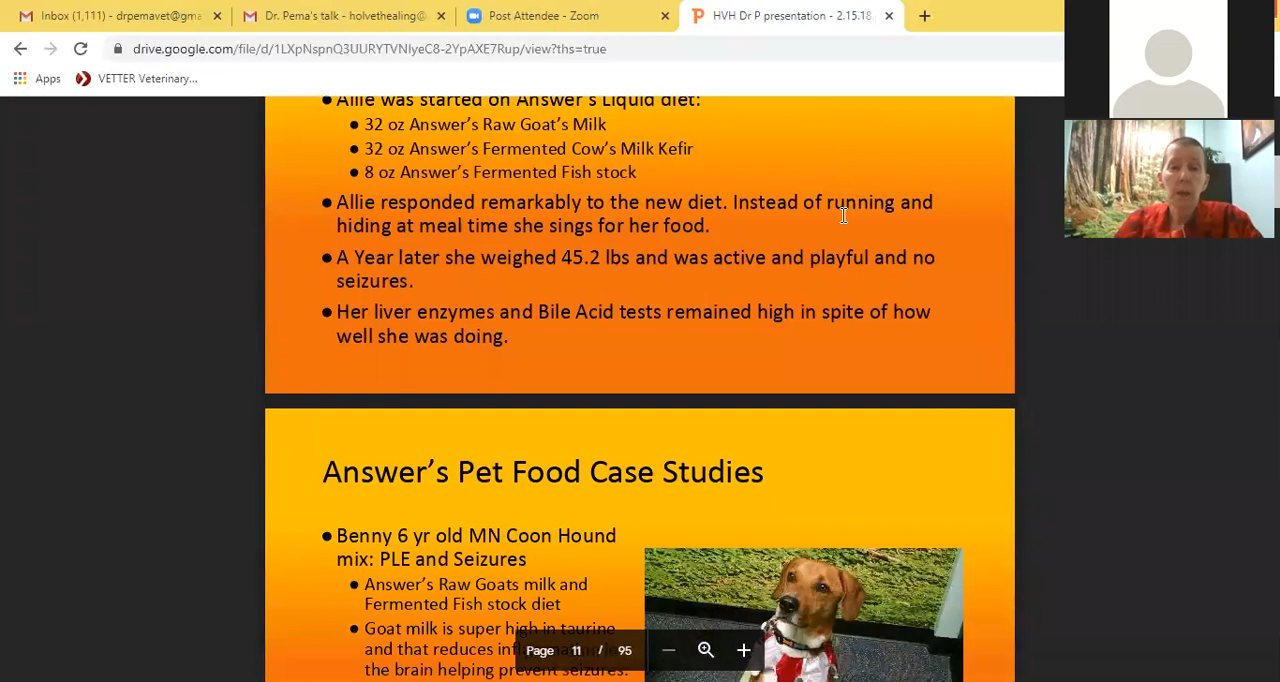 Inbox (1,111) - drpemavet@gma
Dr. Pema's talk - holvethealing@
Post Attendee - Zoom
HVH Dr P presentation - 2.15.18.
drive.google.com/file/d/1LXpNspnQ3UURYTVNIyeC8-2YpAXE7Rup/view?ths=true
Apps
VETTER Veterinary...
• Allie was started on Answer's Liquid diet:
• 32 oz Answer's Raw Goat's Milk
• 32 oz Answer's Fermented Cow's Milk Kefir
• 8 oz Answer's Fermented Fish stock
• Allie responded remarkably to the new diet. Instead of running and
hiding at meal time she sings for her food.
• A Year later she weighed 45.2 lbs and was active and playful and no
seizures.
• Her liver enzymes and Bile Acid tests remained high in spite of how
well she was doing.
Answer's Pet Food Case Studies
• Benny 6 yr old MN Coon Hound
mix: PLE and Seizures
• Answer's Raw Goats milk and
Fermented Fish stock diet
• Goat milk is super high in taurine
and that reduces
the brain helping prevent seizures.
Page 11 / 95